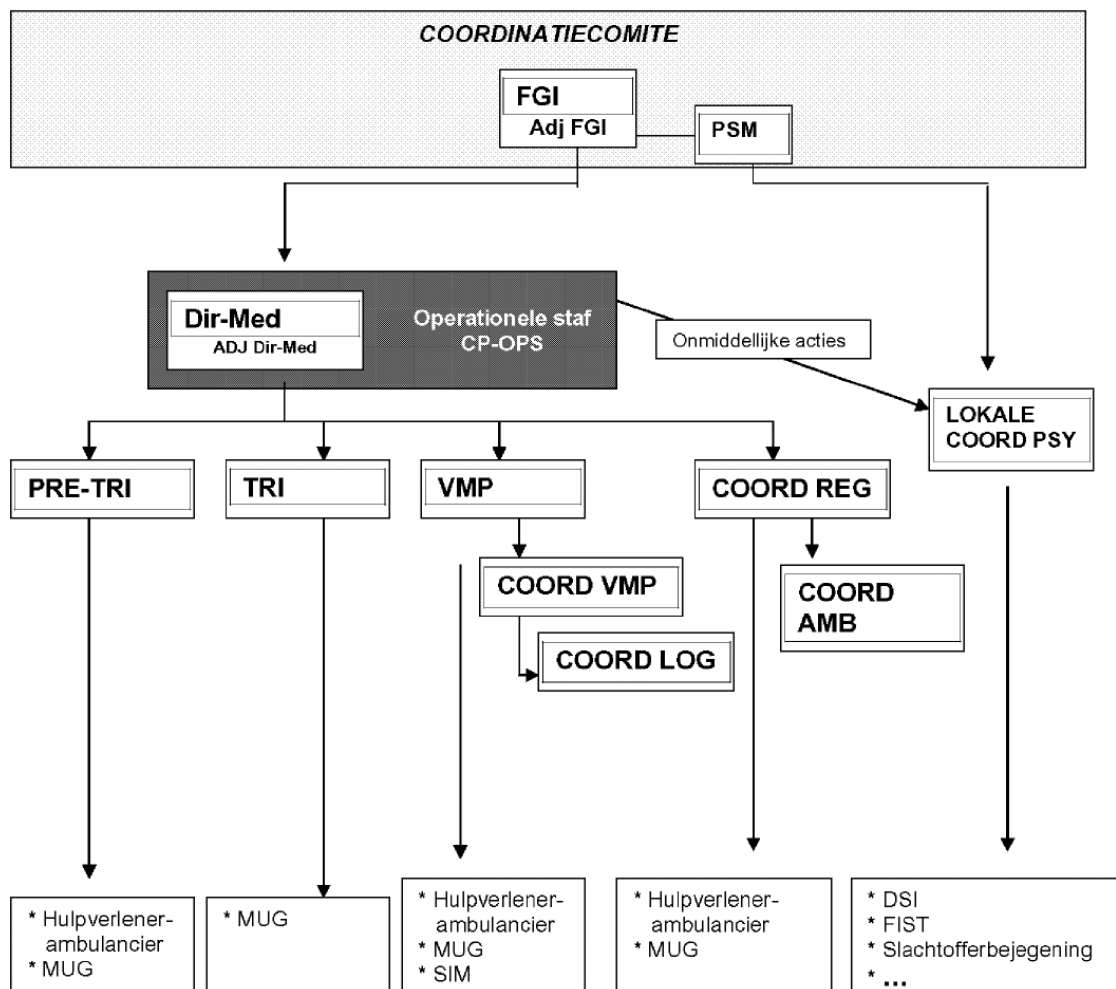 COORDINATIECOMITE
FGI
Adj FGI
PSM
Dir-Med
ADJ Dir-Med
Operationele staf
CP-OPS
Onmiddellijke acties
LOKALE
COORD PSY
PRE-TRI
TRI
VMP
COORD REG
COORD VMP
COORD
AMB
COORD LOG
* Hulpverlener-
ambulancier
* MUG
* MUG
* Hulpverlener-
ambulancier
* MUG
* SIM
* Hulpverlener-
ambulancier
* MUG
* DSI
* FIST
* Slachtofferbejegening
* ...